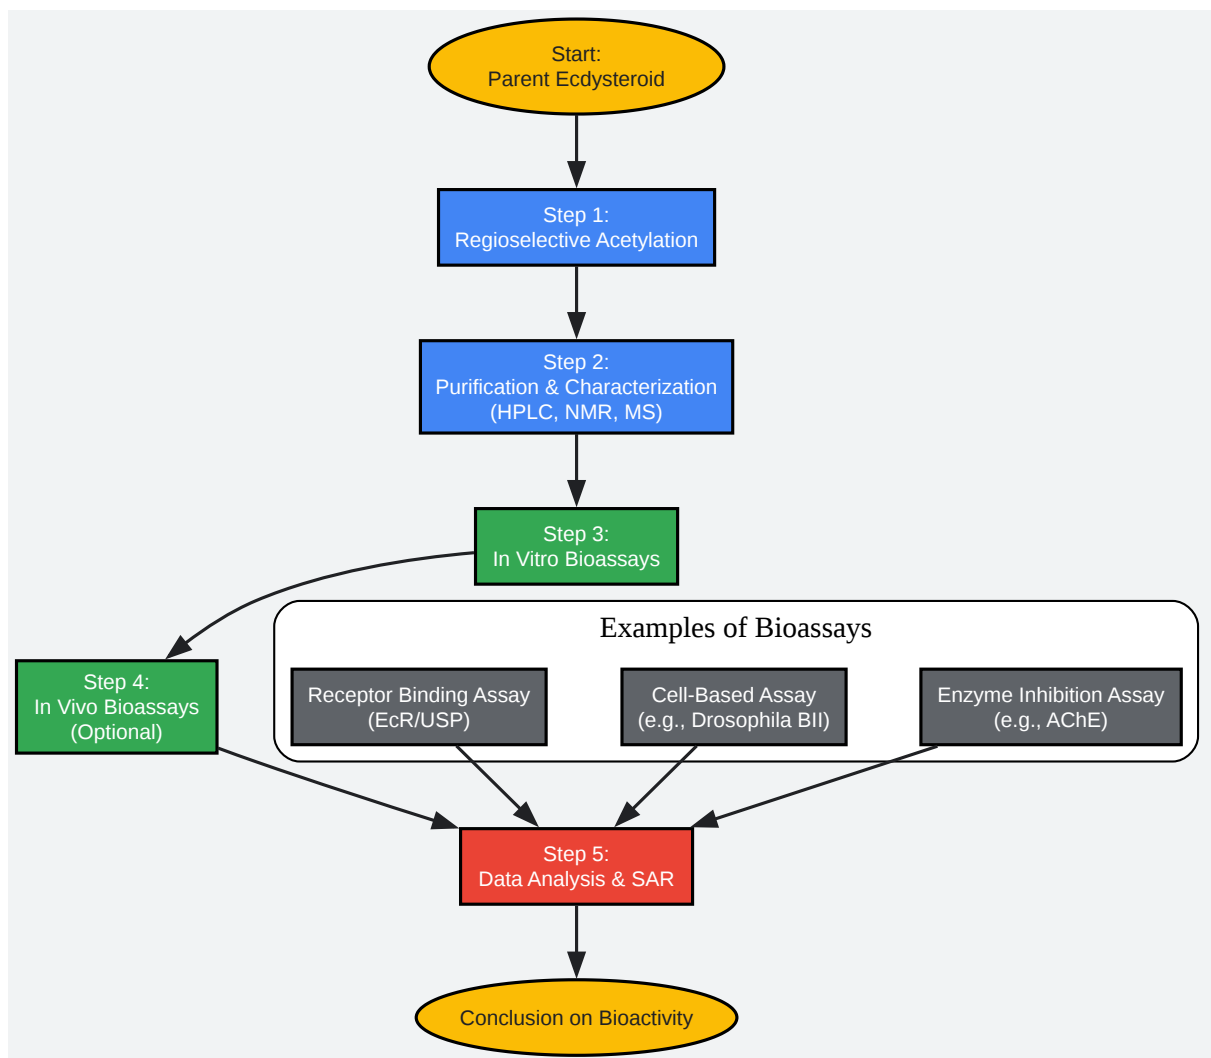 Start:
Parent Ecdysteroid
Step 1:
Regioselective Acetylation
Step 2:
Purification & Characterization
(HPLC, NMR, MS)
Step 3:
In Vitro Bioassays
Examples of Bioassays
Step 4:
In Vivo Bioassays
(Optional)
Receptor Binding Assay
(EcR/USP)
Cell-Based Assay
(e.g., Drosophila BII)
Enzyme Inhibition Assay
(e.g., AChE)
Step 5:
Data Analysis & SAR
Conclusion on Bioactivity